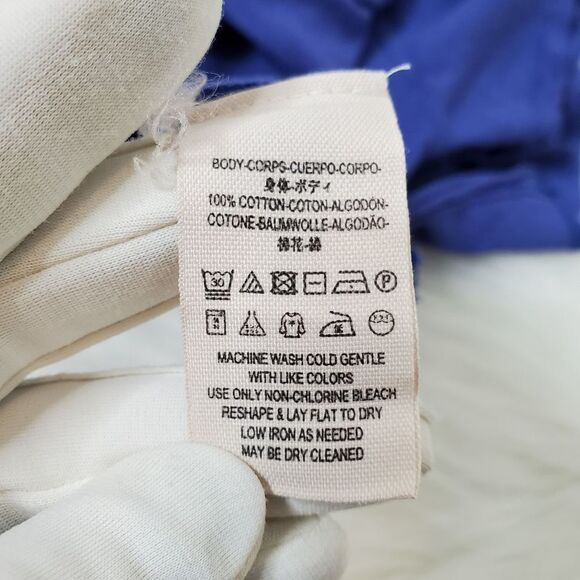 BODY-CORPS-CUERPO-CORPO-
身体-ボディ
100% COTTON-COTON-ALGODÓN-
COTONE-BAUMWOLLE-ALGODÃO-
棉花-綿
30
P
MACHINE WASH COLD GENTLE
WITH LIKE COLORS
USE ONLY NON-CHLORINE BLEACH
RESHAPE & LAY FLAT TO DRY
LOW IRON AS NEEDED
MAY BE DRY CLEANED